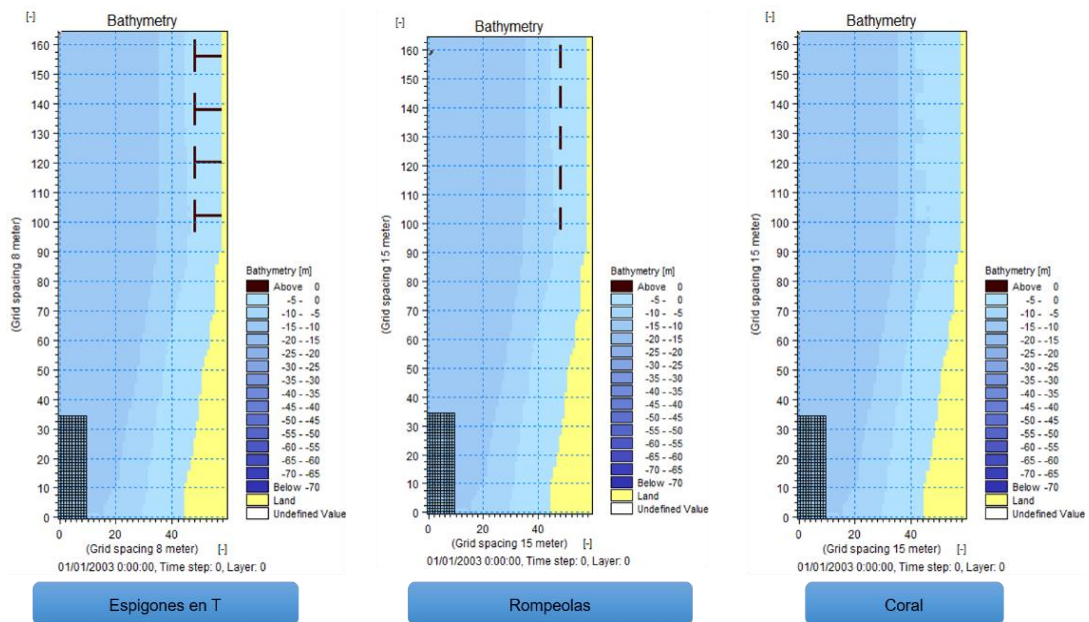 [-]
Bathymetry
160
150
140
130
120
110
100
90
80
70
60
50
40
30
20
10
0
(Grid spacing 8 meter)
0 20 40
(Grid spacing 8 meter) [-]
01/01/2003 0:00:00, Time step: 0, Layer: 0
Bathymetry [m]
Above 0
-5 - 0
-10 - -5
-15 - -10
-20 - -15
-25 - -20
-30 - -25
-35 - -30
-40 - -35
-45 - -40
-50 - -45
-55 - -50
-60 - -55
-65 - -60
-70 - -65
Below -70
Land
Undefined Value
Espigones en T
[-]
Bathymetry
160
150
140
130
120
110
100
90
80
70
60
50
40
30
20
10
0
(Grid spacing 15 meter)
0 20 40
(Grid spacing 15 meter) [-]
01/01/2003 0:00:00, Time step: 0, Layer: 0
Bathymetry [m]
Above 0
-5 - 0
-10 - -5
-15 - -10
-20 - -15
-25 - -20
-30 - -25
-35 - -30
-40 - -35
-45 - -40
-50 - -45
-55 - -50
-60 - -55
-65 - -60
-70 - -65
Below -70
Land
Undefined Value
Rompeolas
[-]
Bathymetry
160
150
140
130
120
110
100
90
80
70
60
50
40
30
20
10
0
(Grid spacing 15 meter)
0 20 40
(Grid spacing 15 meter) [-]
01/01/2003 0:00:00, Time step: 0, Layer: 0
Bathymetry [m]
Above 0
-5 - 0
-10 - -5
-15 - -10
-20 - -15
-25 - -20
-30 - -25
-35 - -30
-40 - -35
-45 - -40
-50 - -45
-55 - -50
-60 - -55
-65 - -60
-70 - -65
Below -70
Land
Undefined Value
Coral